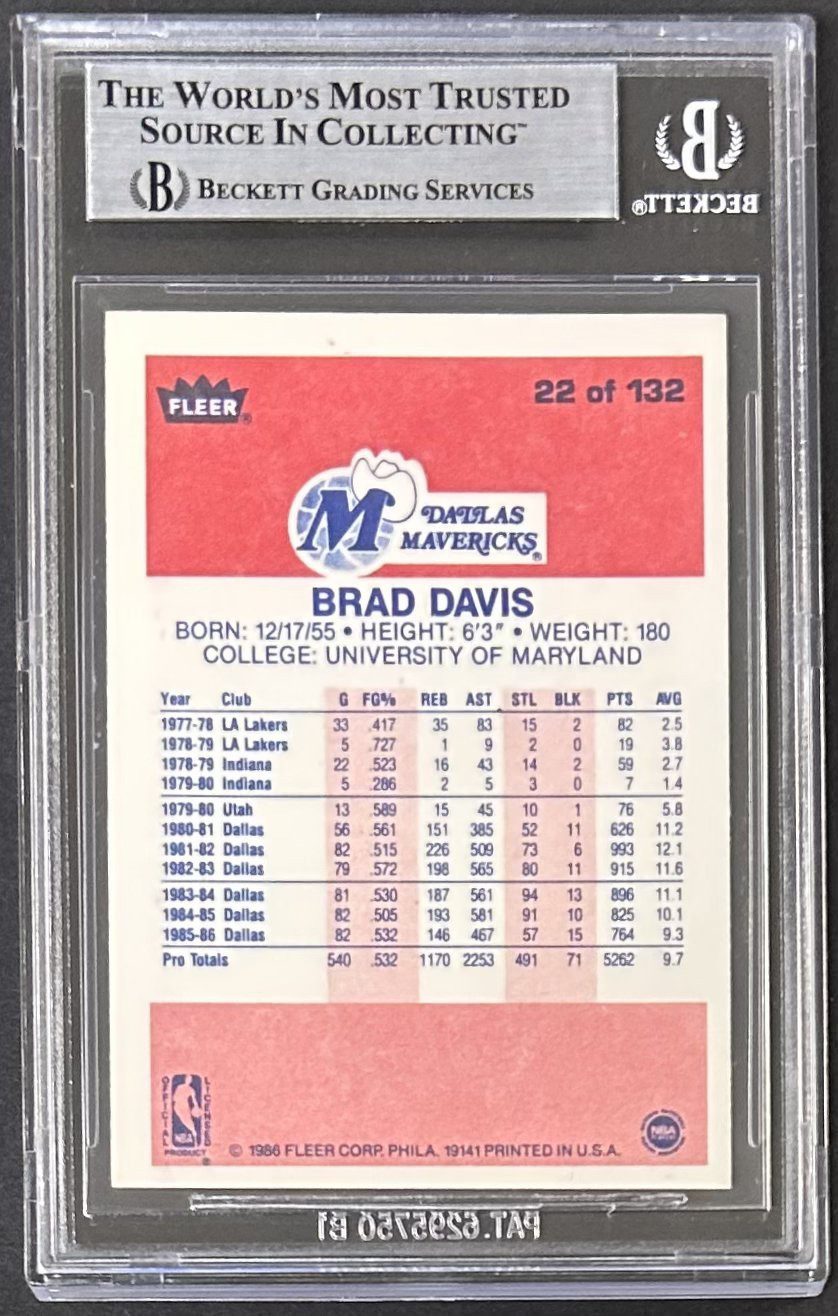 THE WORLD'S MOST TRUSTED
SOURCE IN COLLECTING™
B BECKETT GRADING SERVICES
B
BECKETT®
FLEER®
22 of 132
M DALLAS
MAVERICKS®
BRAD DAVIS
BORN: 12/17/55 • HEIGHT: 6'3" • WEIGHT: 180
COLLEGE: UNIVERSITY OF MARYLAND
Year Club G FG% REB AST STL BLK PTS AVG
1977-78 LA Lakers 33 .417 35 83 15 2 82 2.5
1978-79 LA Lakers 5 .727 1 9 2 0 19 3.8
1978-79 Indiana 22 .523 16 43 14 2 59 2.7
1979-80 Indiana 5 .286 2 5 3 0 7 1.4
1979-80 Utah 13 .589 15 45 10 1 76 5.8
1980-81 Dallas 56 .561 151 385 52 11 626 11.2
1981-82 Dallas 82 .515 226 509 73 6 993 12.1
1982-83 Dallas 79 .572 198 565 80 11 915 11.6
1983-84 Dallas 81 .530 187 561 94 13 896 11.1
1984-85 Dallas 82 .505 193 581 91 10 825 10.1
1985-86 Dallas 82 .532 146 467 57 15 764 9.3
Pro Totals 540 .532 1170 2253 491 71 5262 9.7
OFFICIAL LICENSED
NBA
PRODUCT®
© 1986 FLEER CORP. PHILA. 19141 PRINTED IN U.S.A.
NBA
PAT.6295750 B1